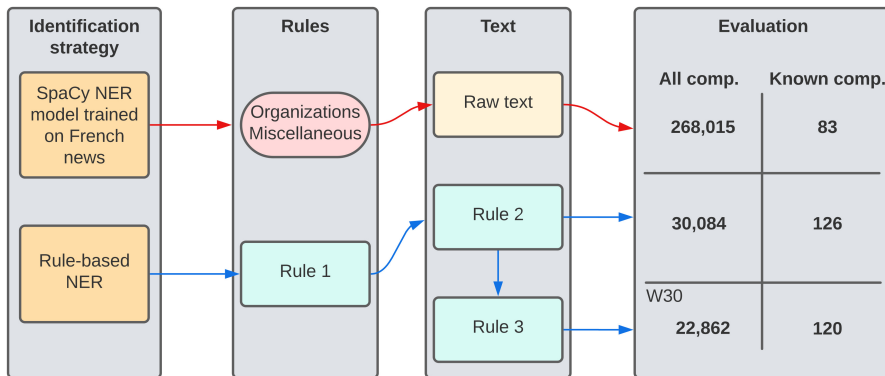 Identification
strategy
Rules
Text
Evaluation
SpaCy NER
model trained
on French
news
Organizations
Miscellaneous
Raw text
All comp.
Known comp.
268,015
83
Rule-based
NER
Rule 1
Rule 2
30,084
126
Rule 3
W30
22,862
120